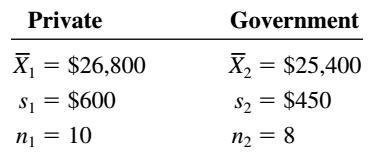 Private Government
X̅₁ = $26,800 X̅₂ = $25,400
s₁ = $600 s₂ = $450
n₁ = 10 n₂ = 8